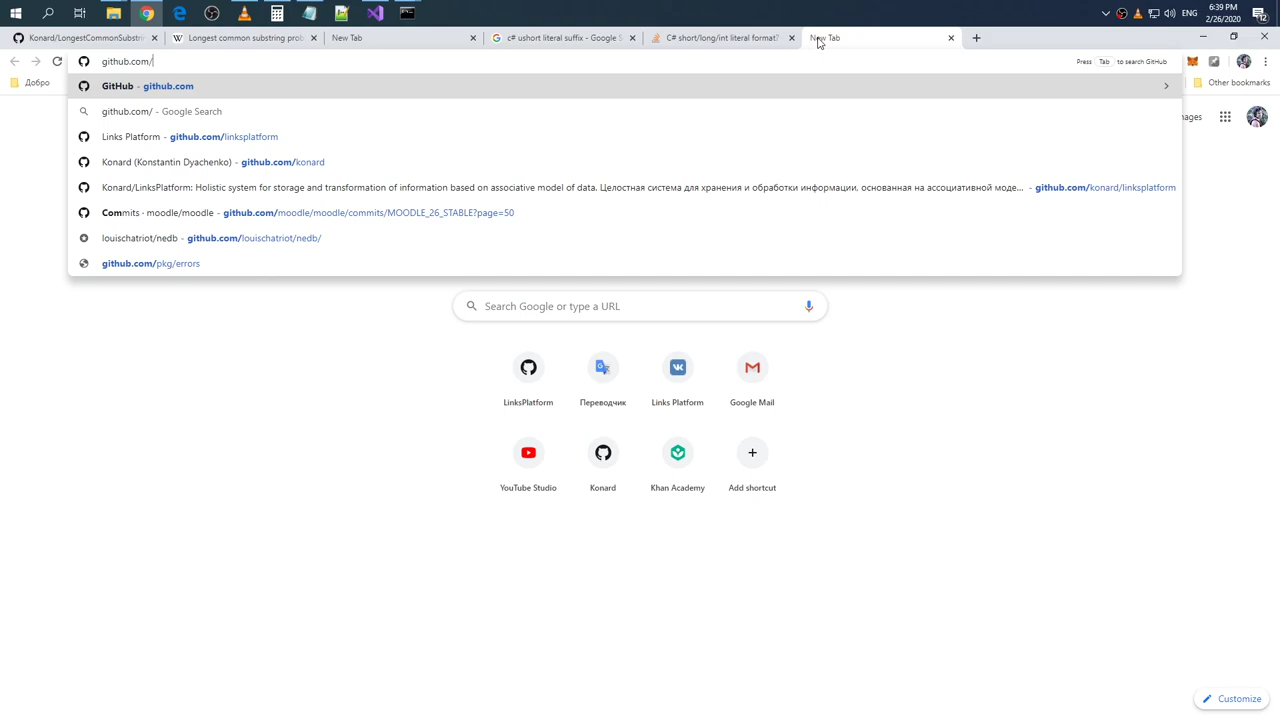 ENG
6:39 PM
2/26/2020
12
Konard/LongestCommonSubstrin
Longest common substring prob
New Tab
c# ushort literal suffix - Google S
C# short/long/int literal format?
New Tab
github.com/
Press Tab to search GitHub
Добро
Other bookmarks
GitHub - github.com
github.com/ - Google Search
Links Platform - github.com/linksplatform
Konard (Konstantin Dyachenko) - github.com/konard
Konard/LinksPlatform: Holistic system for storage and transformation of information based on associative model of data. Целостная система для хранения и обработки информации, основанная на ассоциативной моде... - github.com/konard/linksplatform
Commits · moodle/moodle - github.com/moodle/moodle/commits/MOODLE_26_STABLE?page=50
louischatriot/nedb - github.com/louischatriot/nedb/
github.com/pkg/errors
ages
Search Google or type a URL
LinksPlatform
Переводчик
Links Platform
Google Mail
YouTube Studio
Konard
Khan Academy
Add shortcut
Customize